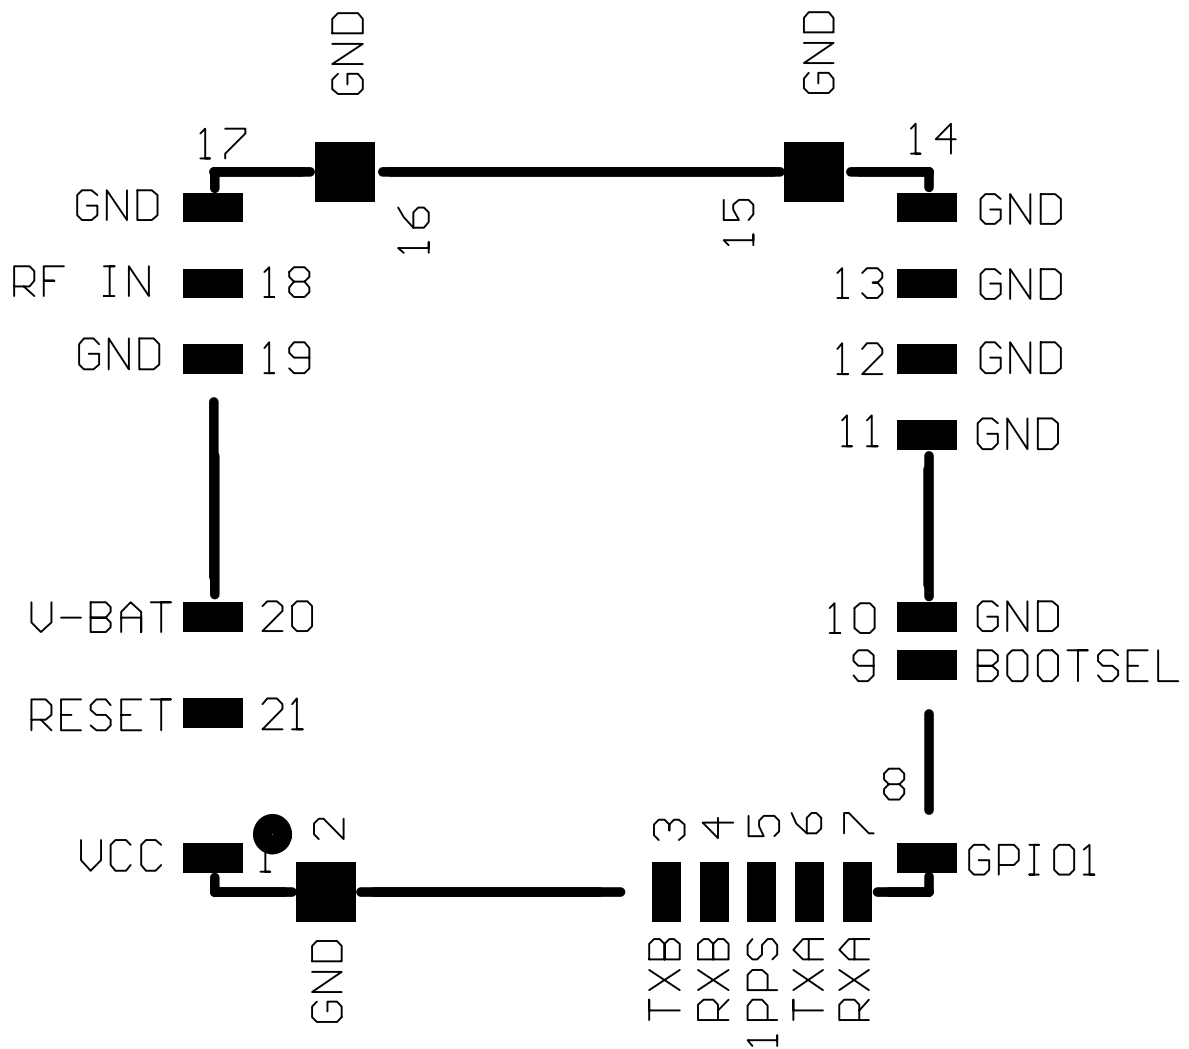 GND GND
17 14
GND 16 15 GND
RF IN 18 13 GND
GND 19 12 GND
11 GND
V-BAT 20 10 GND
9 BOOTSEL
RESET 21
8
VCC 1 2 3 4 5 6 7 GPIO1
GND TXB RXB 1PPS TXA RXA